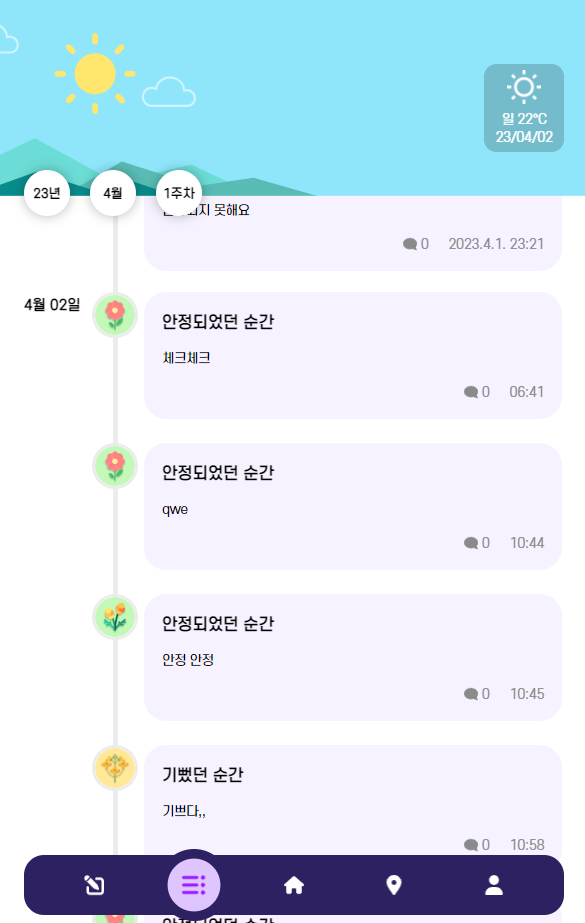 일 22°C
23/04/02
23년
4월
1주차
되지 못해요
0 2023.4.1. 23:21
4월 02일
안정되었던 순간
체크체크
0 06:41
안정되었던 순간
qwe
0 10:44
안정되었던 순간
안정 안정
0 10:45
기뻤던 순간
기쁘다,,
0 10:58